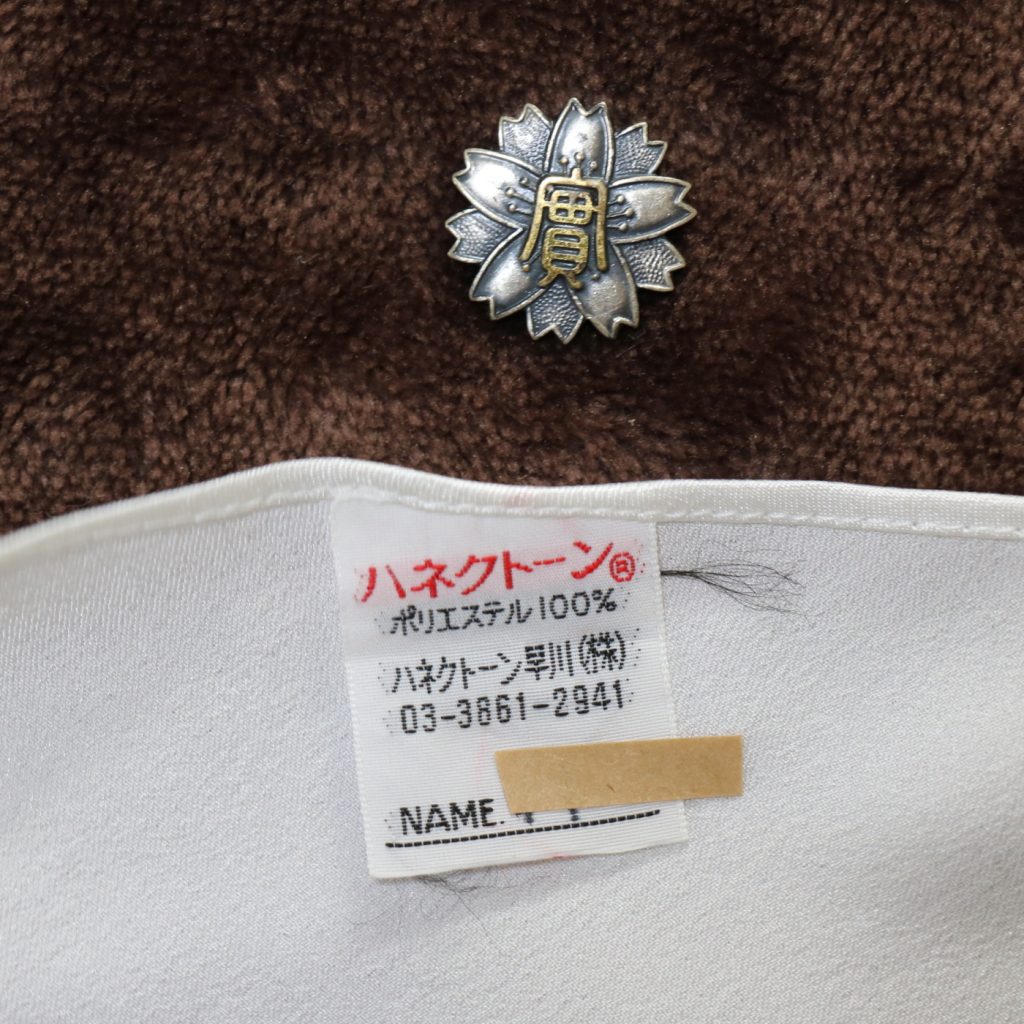 實
ハネクトーン®
ポリエステル100%
ハネクトーン早川(株)
03-3861-2941
NAME.